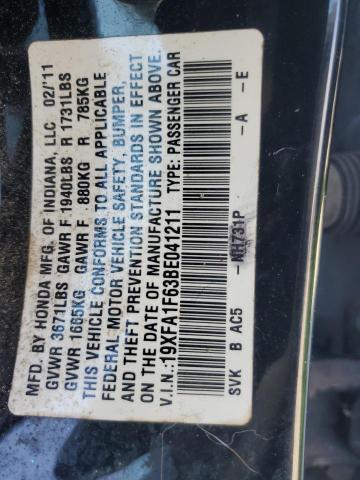 MFD. BY HONDA MFG. OF INDIANA, LLC 02/'11
GVWR 3671LBS GAWR F 1940LBS R 1731LBS
GVWR 1665KG GAWR F 880KG R 785KG
THIS VEHICLE CONFORMS TO ALL APPLICABLE
FEDERAL MOTOR VEHICLE SAFETY, BUMPER,
AND THEFT PREVENTION STANDARDS IN EFFECT
ON THE DATE OF MANUFACTURE SHOWN ABOVE.
V.I.N.:19XFA1F63BE041211 TYPE: PASSENGER CAR
SVK B AC5 -NH731P -A -E